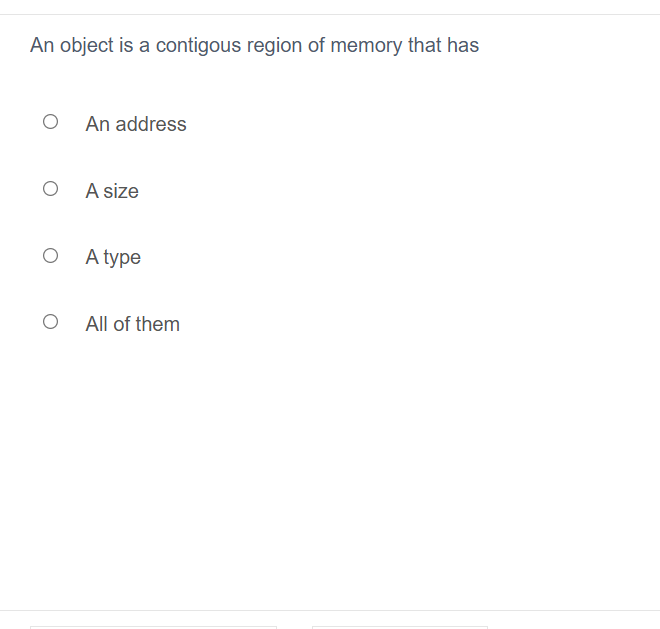 An object is a contigous region of memory that has
An address
A size
A type
All of them